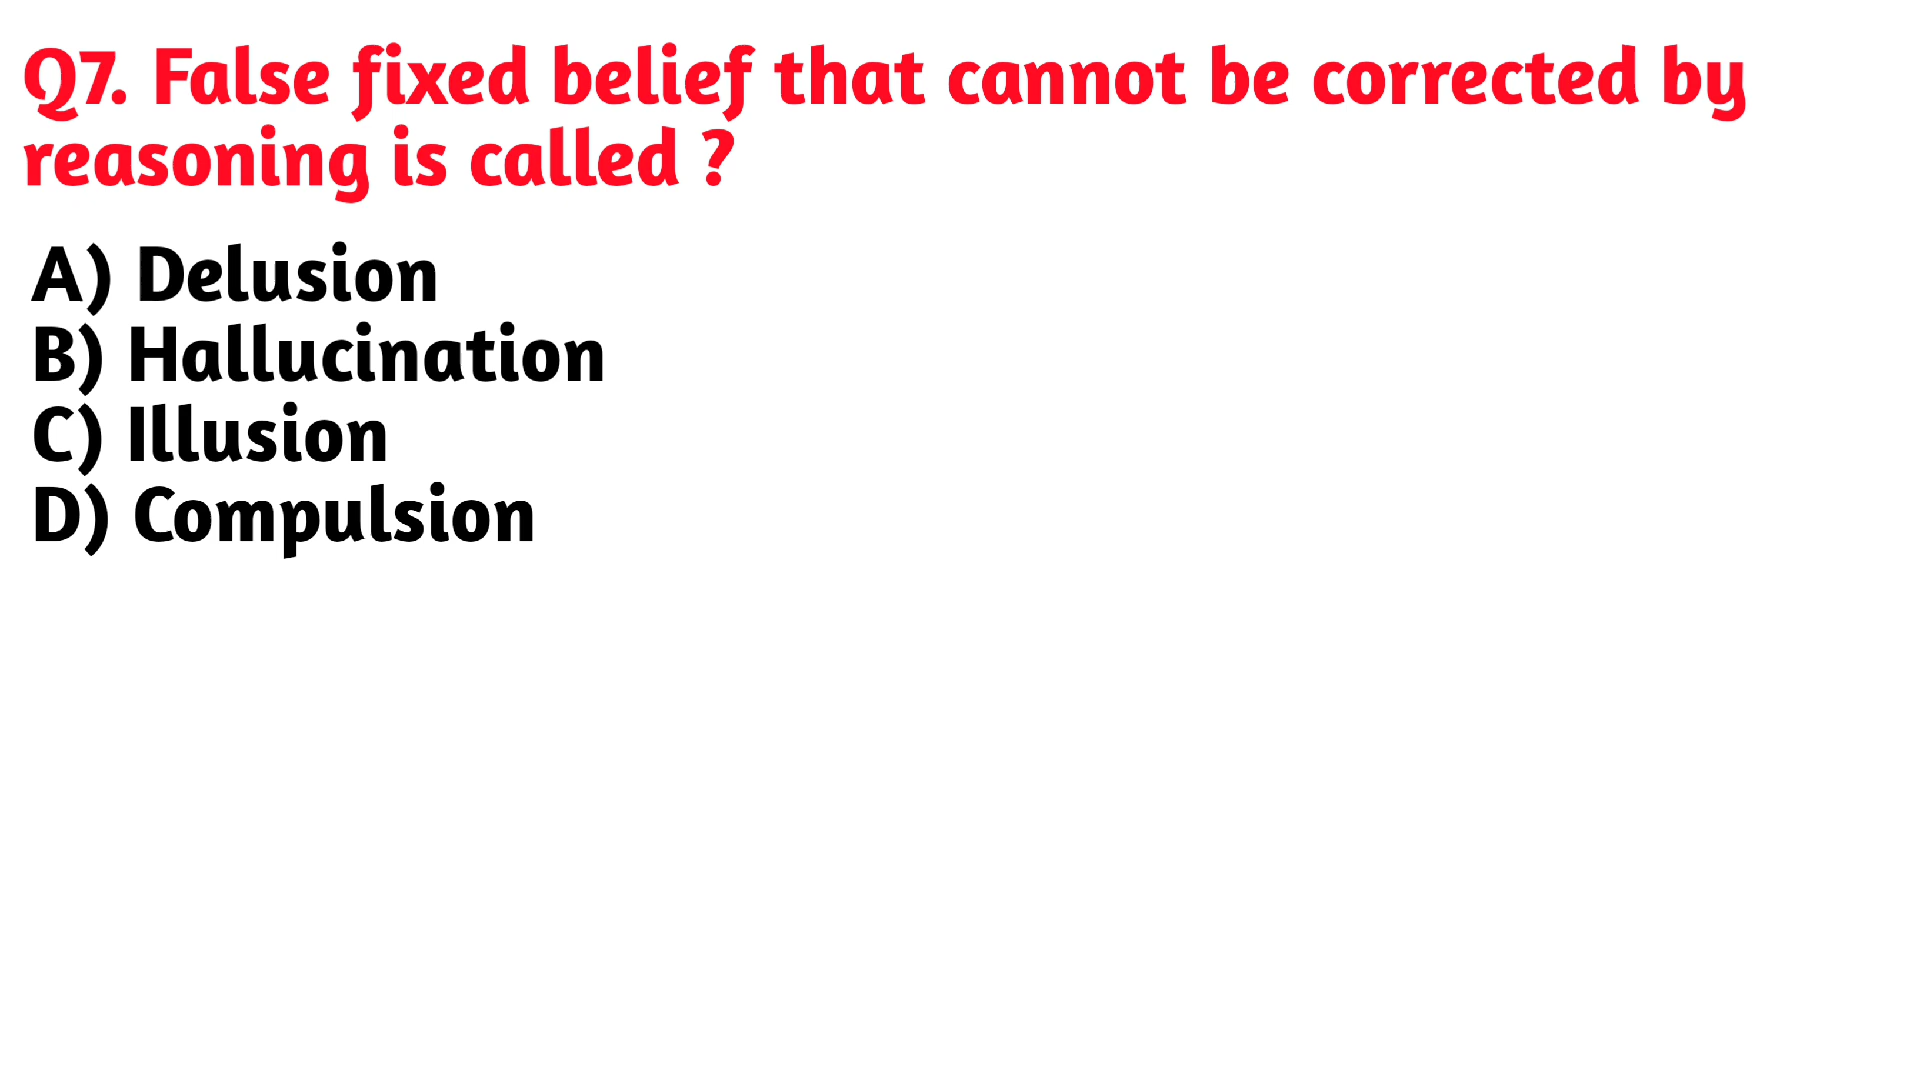 Q7. False fixed belief that cannot be corrected by
reasoning is called ?
A) Delusion
B) Hallucination
C) Illusion
D) Compulsion